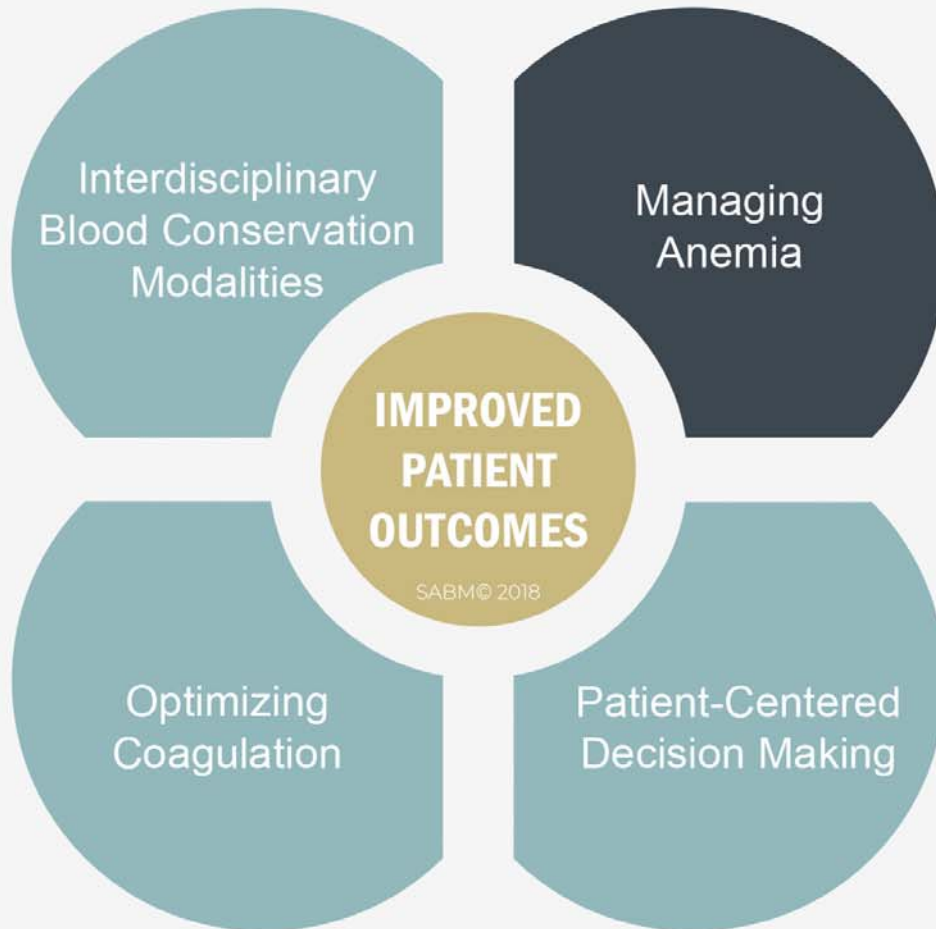 Interdisciplinary
Blood Conservation
Modalities
Managing
Anemia
IMPROVED
PATIENT
OUTCOMES
SABM© 2018
Optimizing
Coagulation
Patient-Centered
Decision Making